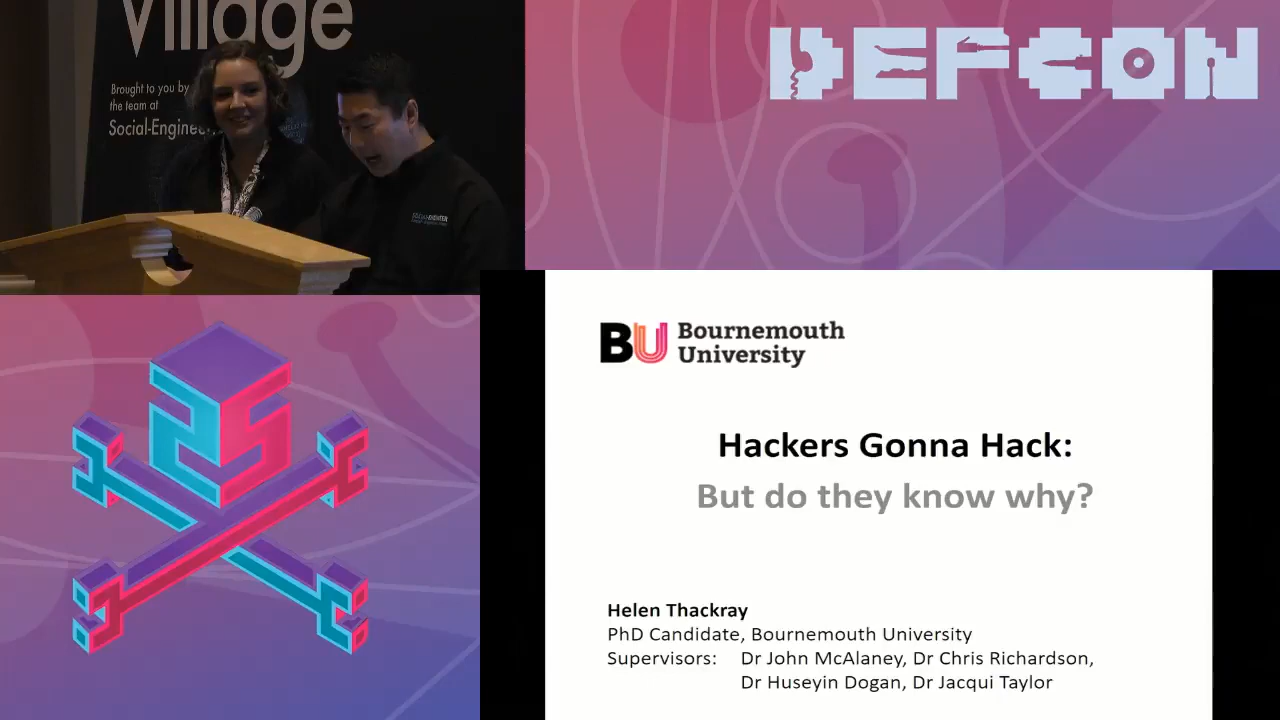 Village
Brought to you by
the team at
Social-Engineer
DEFCON
BU Bournemouth
University
Hackers Gonna Hack:
But do they know why?
Helen Thackray
PhD Candidate, Bournemouth University
Supervisors: Dr John McAlaney, Dr Chris Richardson,
Dr Huseyin Dogan, Dr Jacqui Taylor